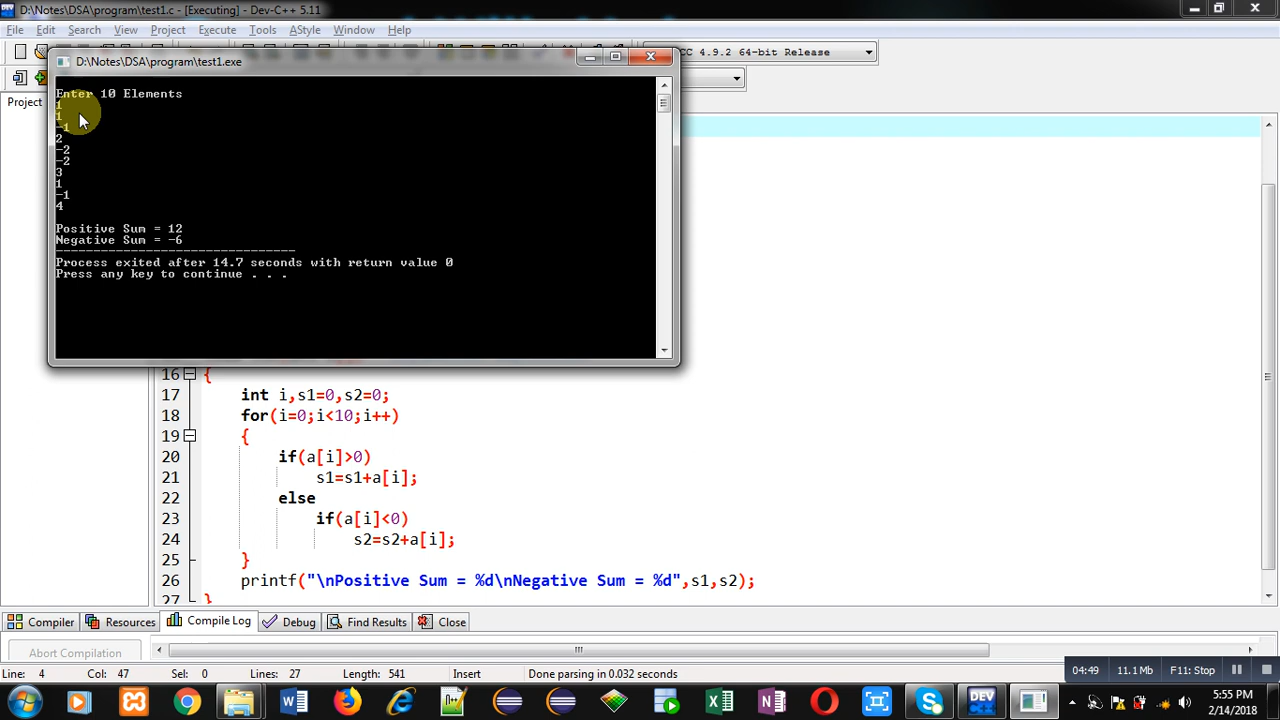 D:\Notes\DSA\program\test1.c - [Executing] - Dev-C++ 5.11
File Edit Search View Project Execute Tools AStyle Window Help
CC 4.9.2 64-bit Release
D:\Notes\DSA\program\test1.exe
Project
Enter 10 Elements
1
1
-1
2
-2
-2
3
1
-1
4
Positive Sum = 12
Negative Sum = -6
--------------------------------
Process exited after 14.7 seconds with return value 0
Press any key to continue . . .
16 {
17 int i,s1=0,s2=0;
18 for(i=0;i<10;i++)
19 {
20 if(a[i]>0)
21 s1=s1+a[i];
22 else
23 if(a[i]<0)
24 s2=s2+a[i];
25 }
26 printf("\nPositive Sum = %d\nNegative Sum = %d",s1,s2);
27 }
Compiler Resources Compile Log Debug Find Results Close
Abort Compilation
Line: 4 Col: 47 Sel: 0 Lines: 27 Length: 541 Insert Done parsing in 0.032 seconds
04:49 11.1 Mb F11: Stop
DEV
5:55 PM
2/14/2018